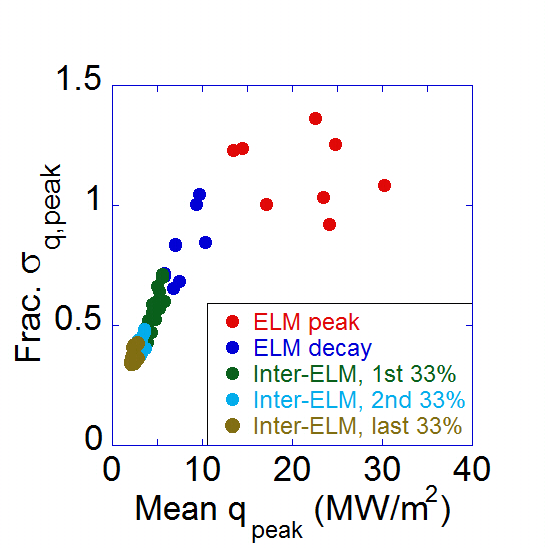 1.5
1
0.5
0
Frac. σq,peak
ELM peak
ELM decay
Inter-ELM, 1st 33%
Inter-ELM, 2nd 33%
Inter-ELM, last 33%
0 10 20 30 40
Mean qpeak (MW/m²)